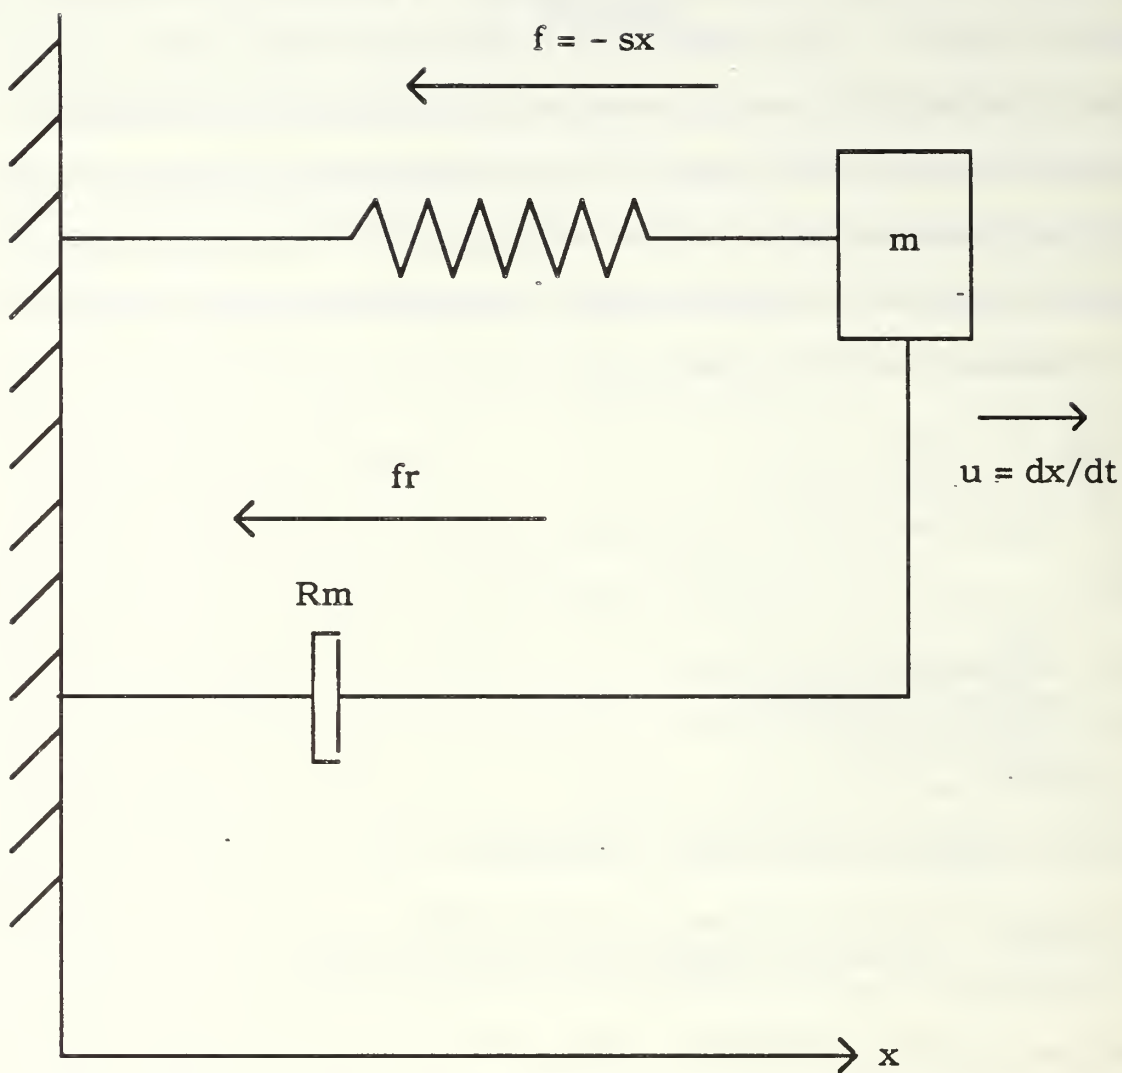 f = - sx
m
u = dx/dt
fr
Rm
x